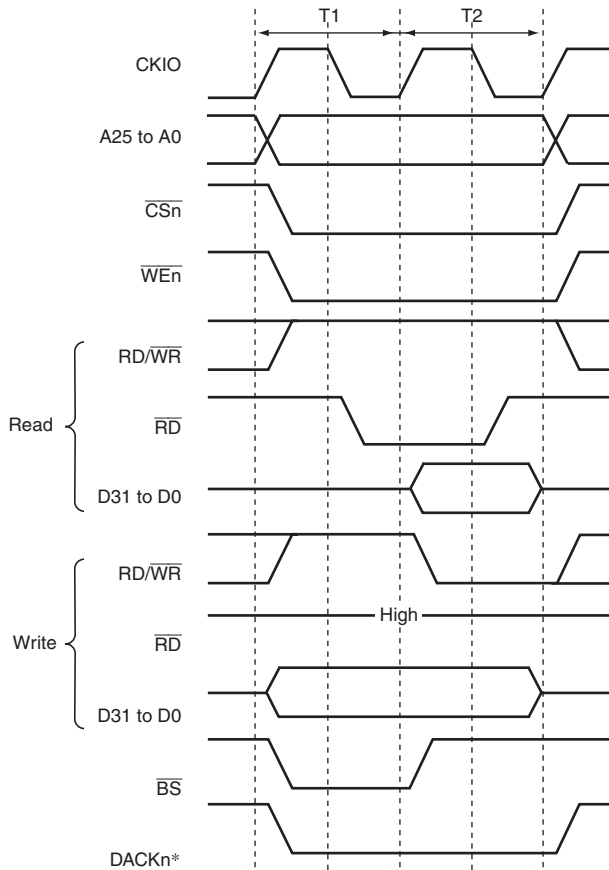 T1 T2
CKIO
A25 to A0
CSn
WEn
RD/WR
Read
RD
D31 to D0
RD/WR
High
Write
RD
D31 to D0
BS
DACKn*